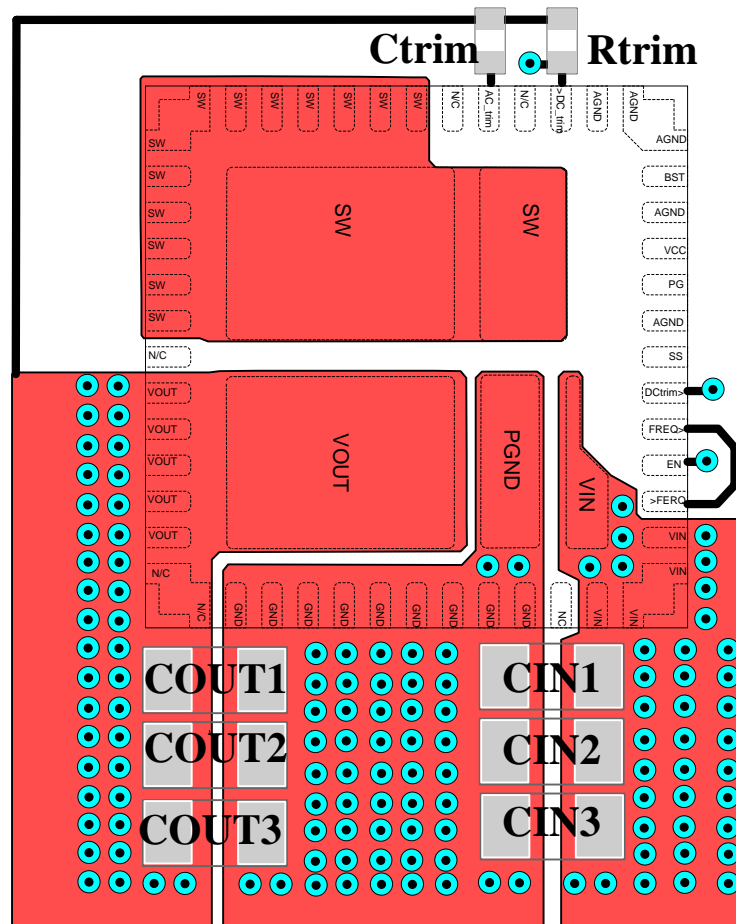 Ctrim Rtrim
SW SW SW SW SW SW SW N/C AC_trim N/C >DC_trim AGND AGND
SW AGND
SW BST
SW AGND
SW VCC
SW PG
SW AGND
N/C SS
SW SW
VOUT DCtrim>
VOUT FREQ>
VOUT EN
VOUT >FERQ
VOUT VIN
N/C VIN
VOUT PGND VIN
N/C GND GND GND GND GND GND GND GND GND NC VIN VIN
COUT1 CIN1
COUT2 CIN2
COUT3 CIN3